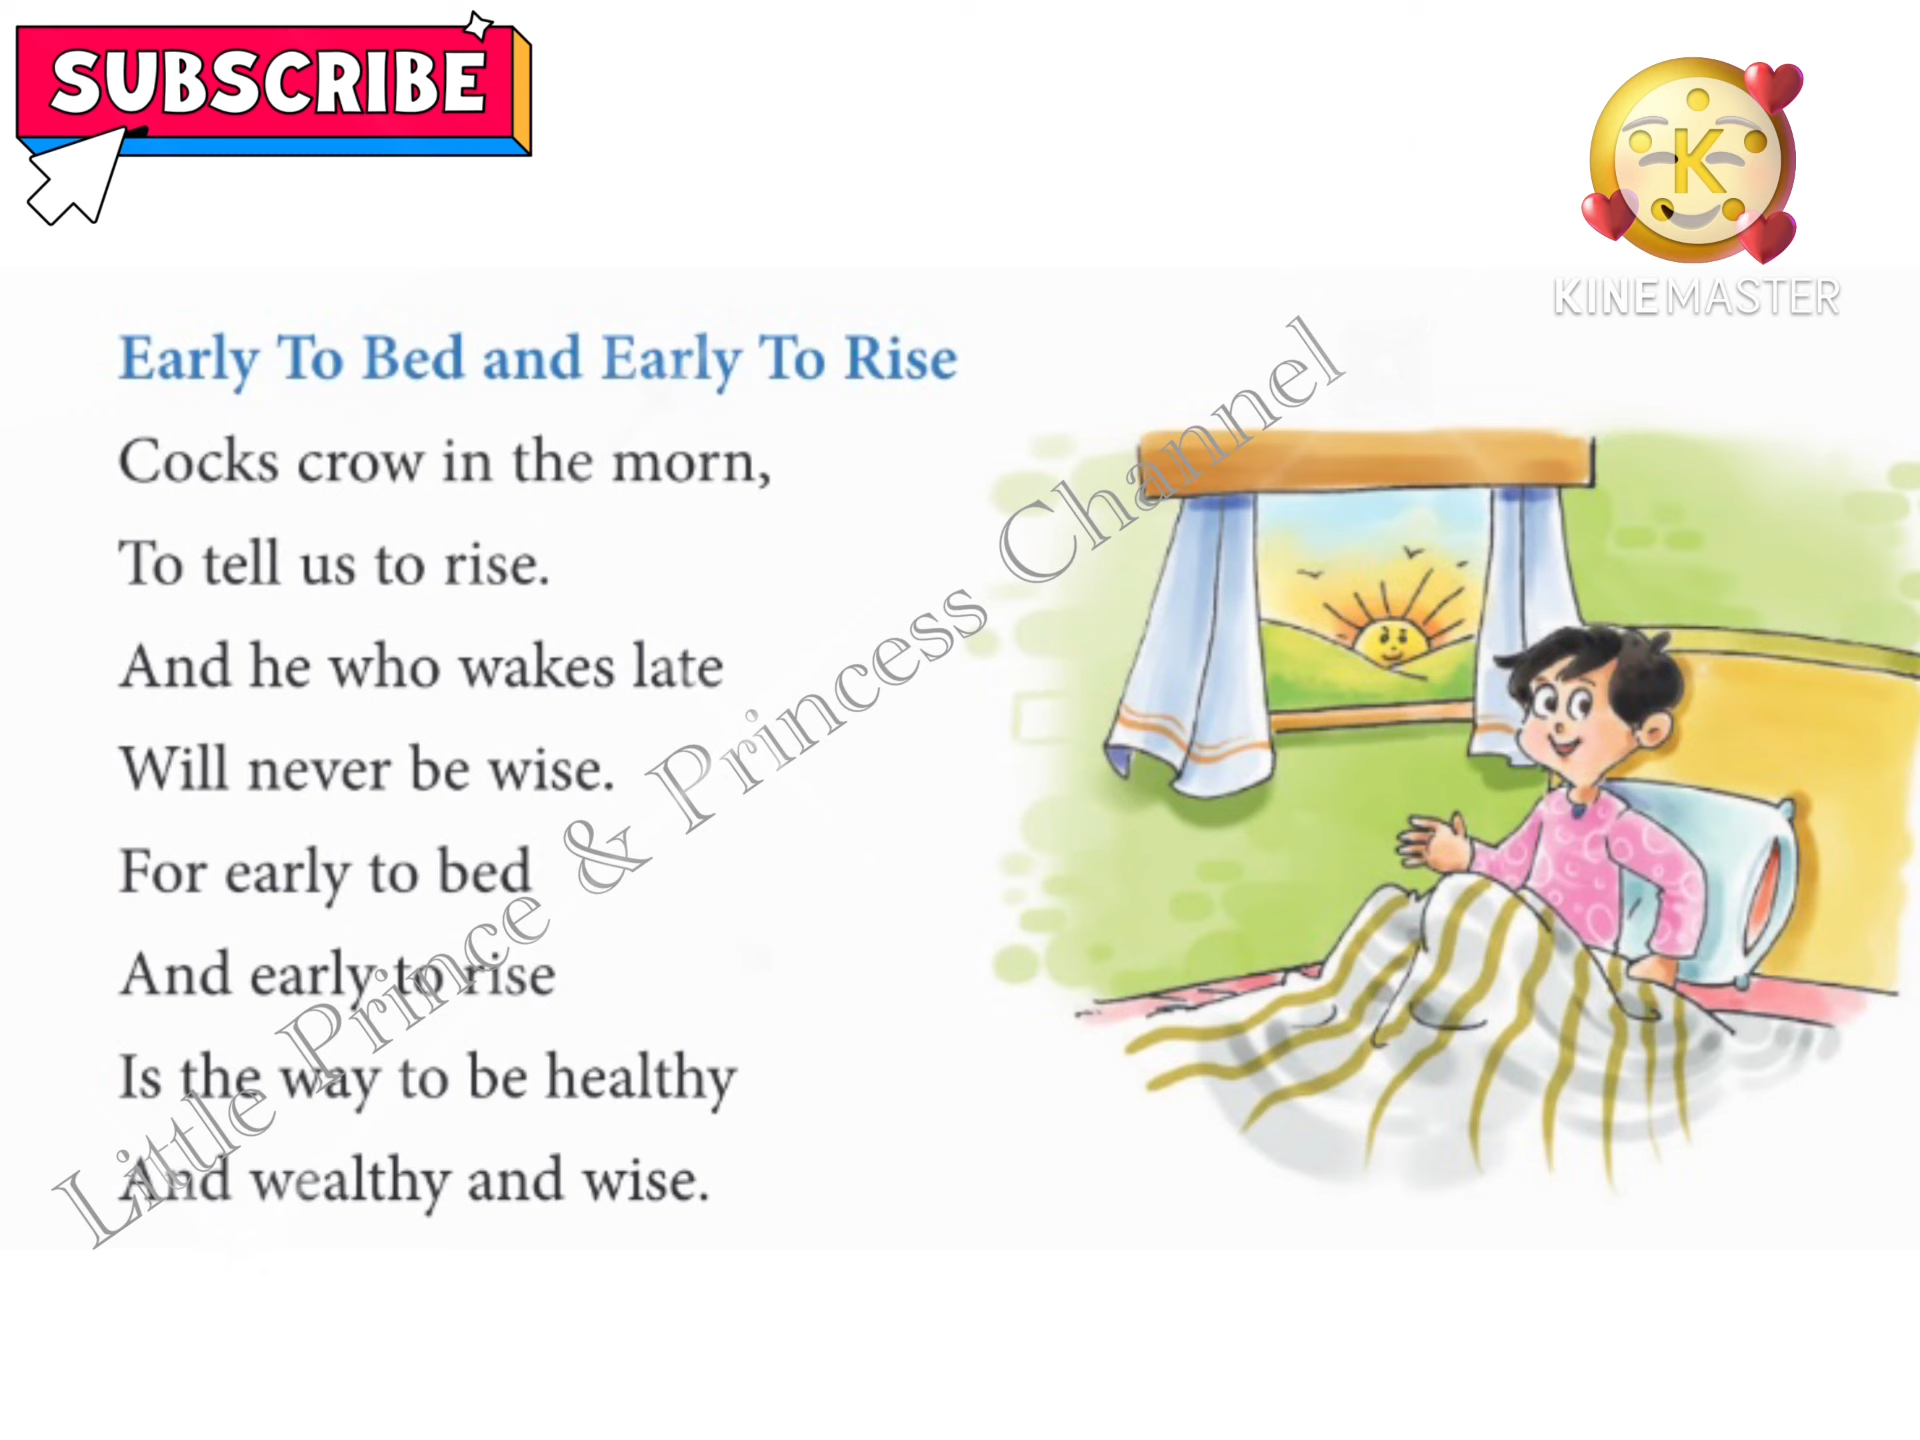 SUBSCRIBE
K
KINEMASTER
Early To Bed and Early To Rise
Cocks crow in the morn,
To tell us to rise.
And he who wakes late
Will never be wise.
For early to bed
And early to rise
Is the way to be healthy
And wealthy and wise.
Little Prince & Princess Channel